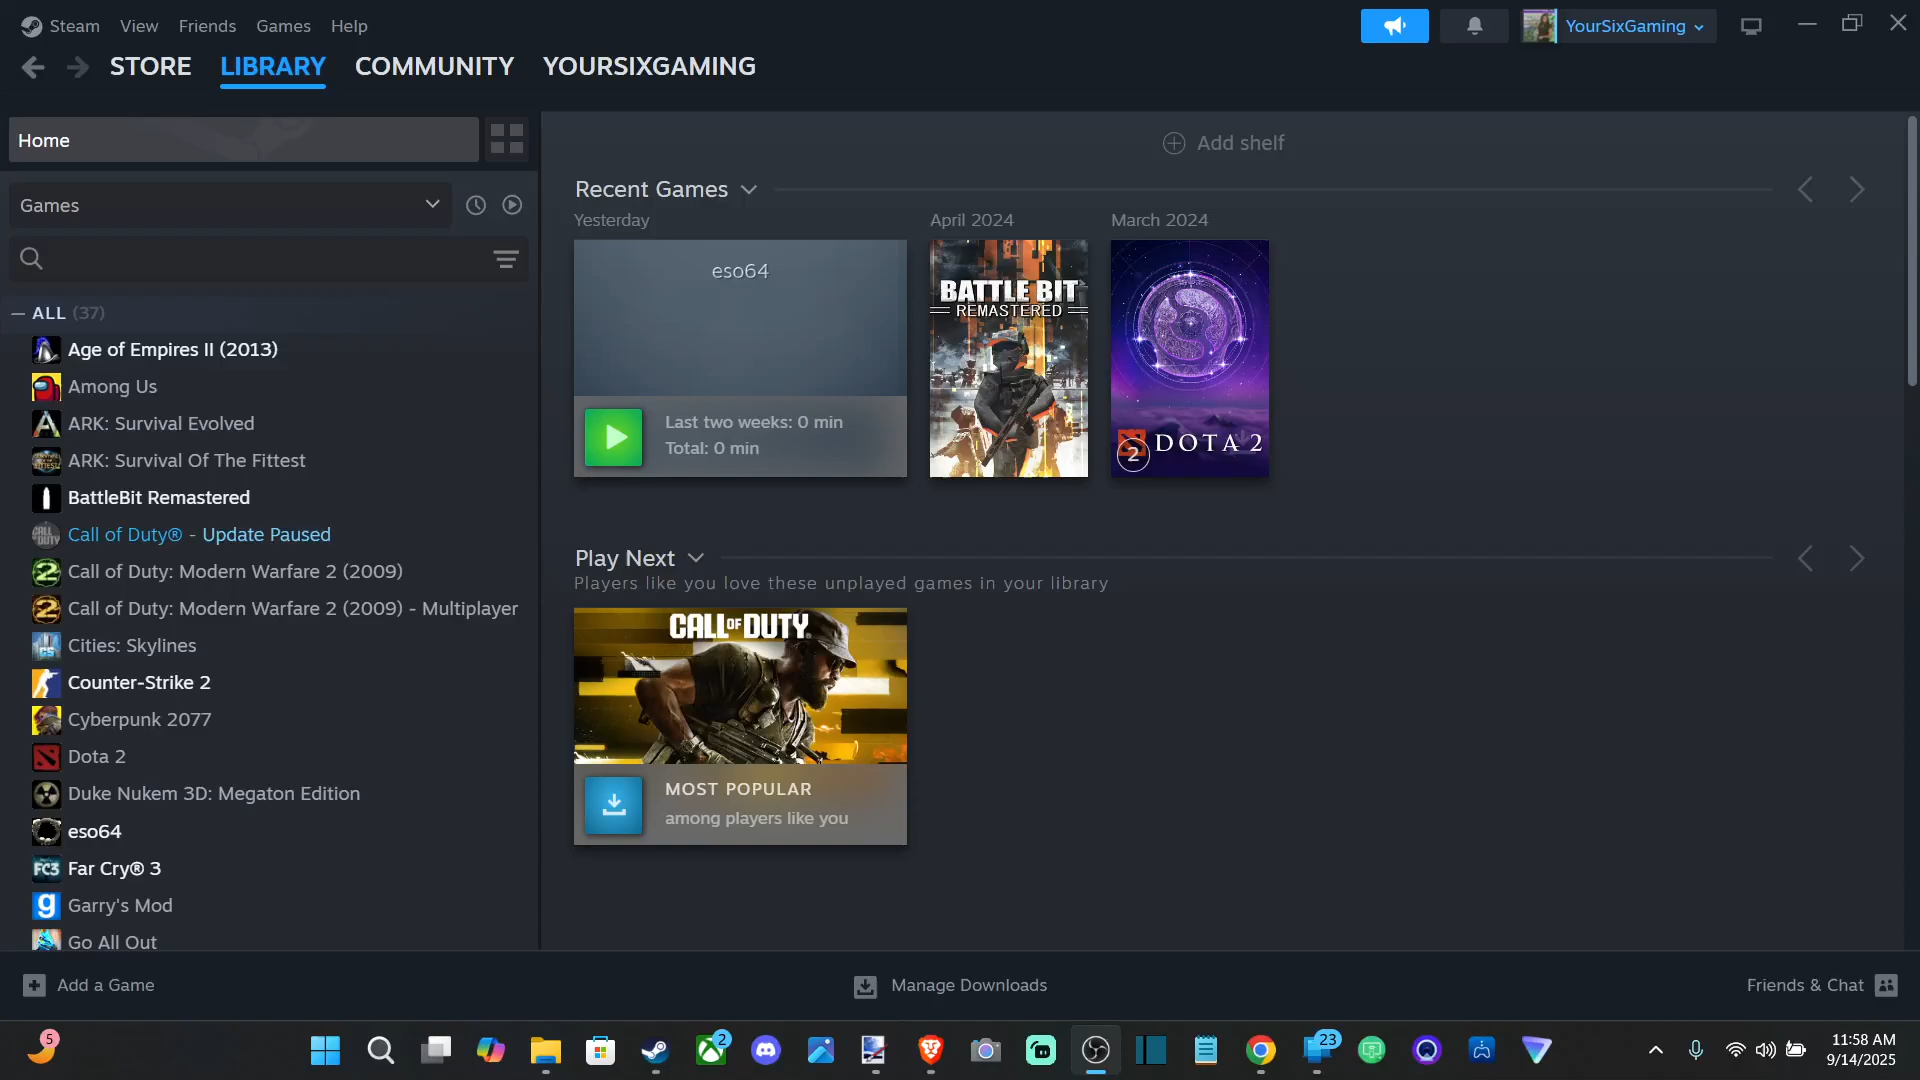 Steam View Friends Games Help
YourSixGaming
STORE LIBRARY COMMUNITY YOURSIXGAMING
Home
Games
ALL (37)
Age of Empires II (2013)
Among Us
ARK: Survival Evolved
ARK: Survival Of The Fittest
BattleBit Remastered
Call of Duty® - Update Paused
Call of Duty: Modern Warfare 2 (2009)
Call of Duty: Modern Warfare 2 (2009) - Multiplayer
Cities: Skylines
Counter-Strike 2
Cyberpunk 2077
Dota 2
Duke Nukem 3D: Megaton Edition
eso64
Far Cry® 3
Garry's Mod
Go All Out
Add shelf
Recent Games
Yesterday
eso64
Last two weeks: 0 min
Total: 0 min
April 2024
BATTLE BIT
REMASTERED
March 2024
2
DOTA 2
Play Next
Players like you love these unplayed games in your library
CALL OF DUTY
MOST POPULAR
among players like you
Add a Game
Manage Downloads
Friends & Chat
5
2
23
11:58 AM
9/14/2025